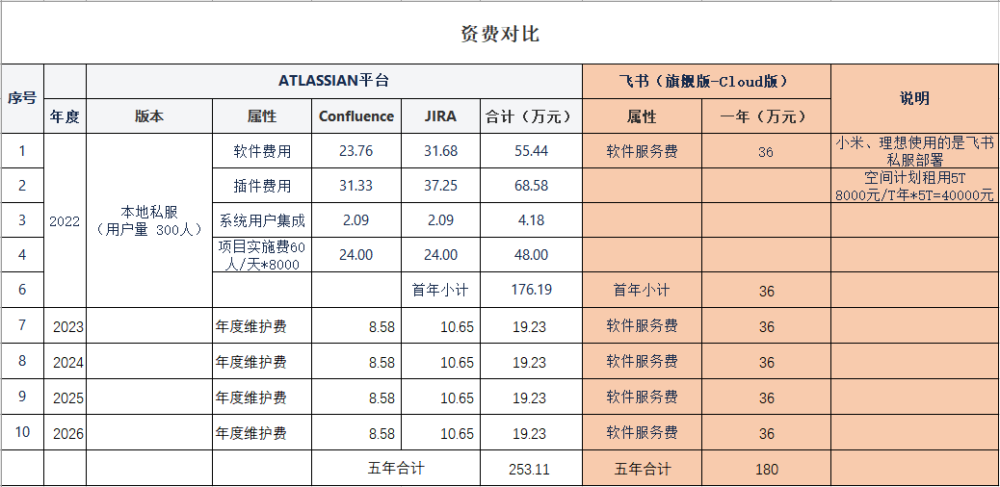 资费对比
序号 ATLASSIAN平台 飞书（旗舰版-Cloud版） 说明
年度 版本 属性 Confluence JIRA 合计（万元） 属性 一年（万元）
1 2022 本地私服
（用户量 300人） 软件费用 23.76 31.68 55.44 软件服务费 36 小米、理想使用的是飞书
私服部署
2 插件费用 31.33 37.25 68.58 空间计划租用5T
8000元/T年*5T=40000元
3 系统用户集成 2.09 2.09 4.18
4 项目实施费60
人/天*8000 24.00 24.00 48.00
6 首年小计 176.19 首年小计 36
7 2023 年度维护费 8.58 10.65 19.23 软件服务费 36
8 2024 年度维护费 8.58 10.65 19.23 软件服务费 36
9 2025 年度维护费 8.58 10.65 19.23 软件服务费 36
10 2026 年度维护费 8.58 10.65 19.23 软件服务费 36
五年合计 253.11 五年合计 180